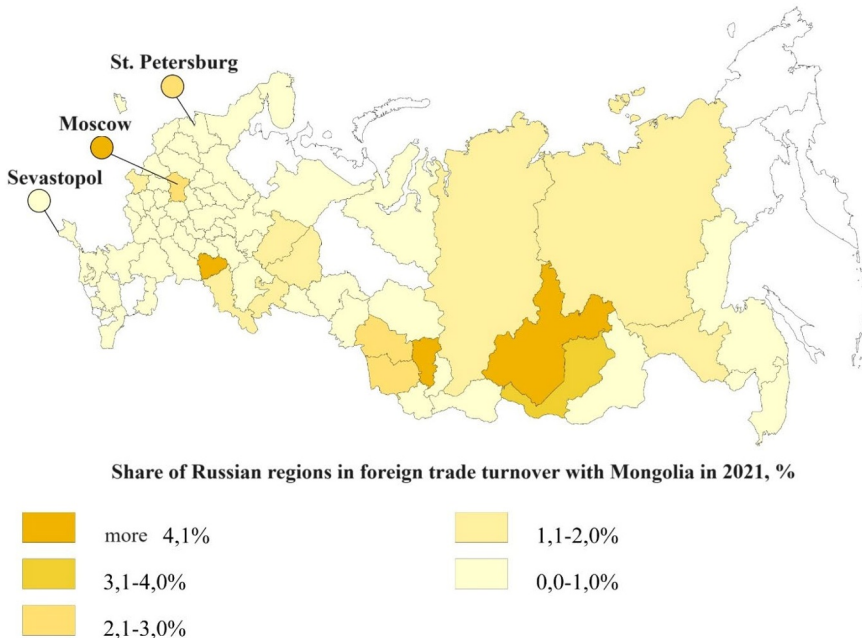 St. Petersburg
Moscow
Sevastopol
Share of Russian regions in foreign trade turnover with Mongolia in 2021, %
more 4,1%
3,1-4,0%
2,1-3,0%
1,1-2,0%
0,0-1,0%